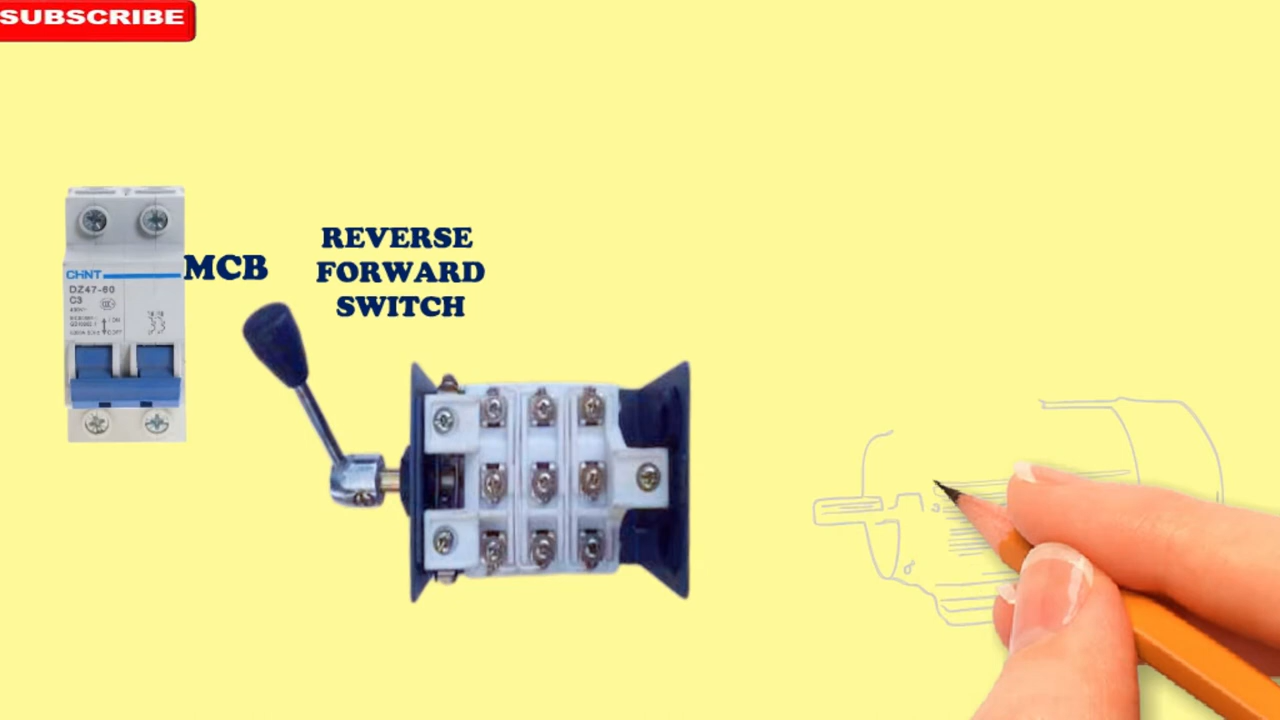 SUBSCRIBE
MCB
REVERSE
FORWARD
SWITCH
CHNT
DZ47-60
C3